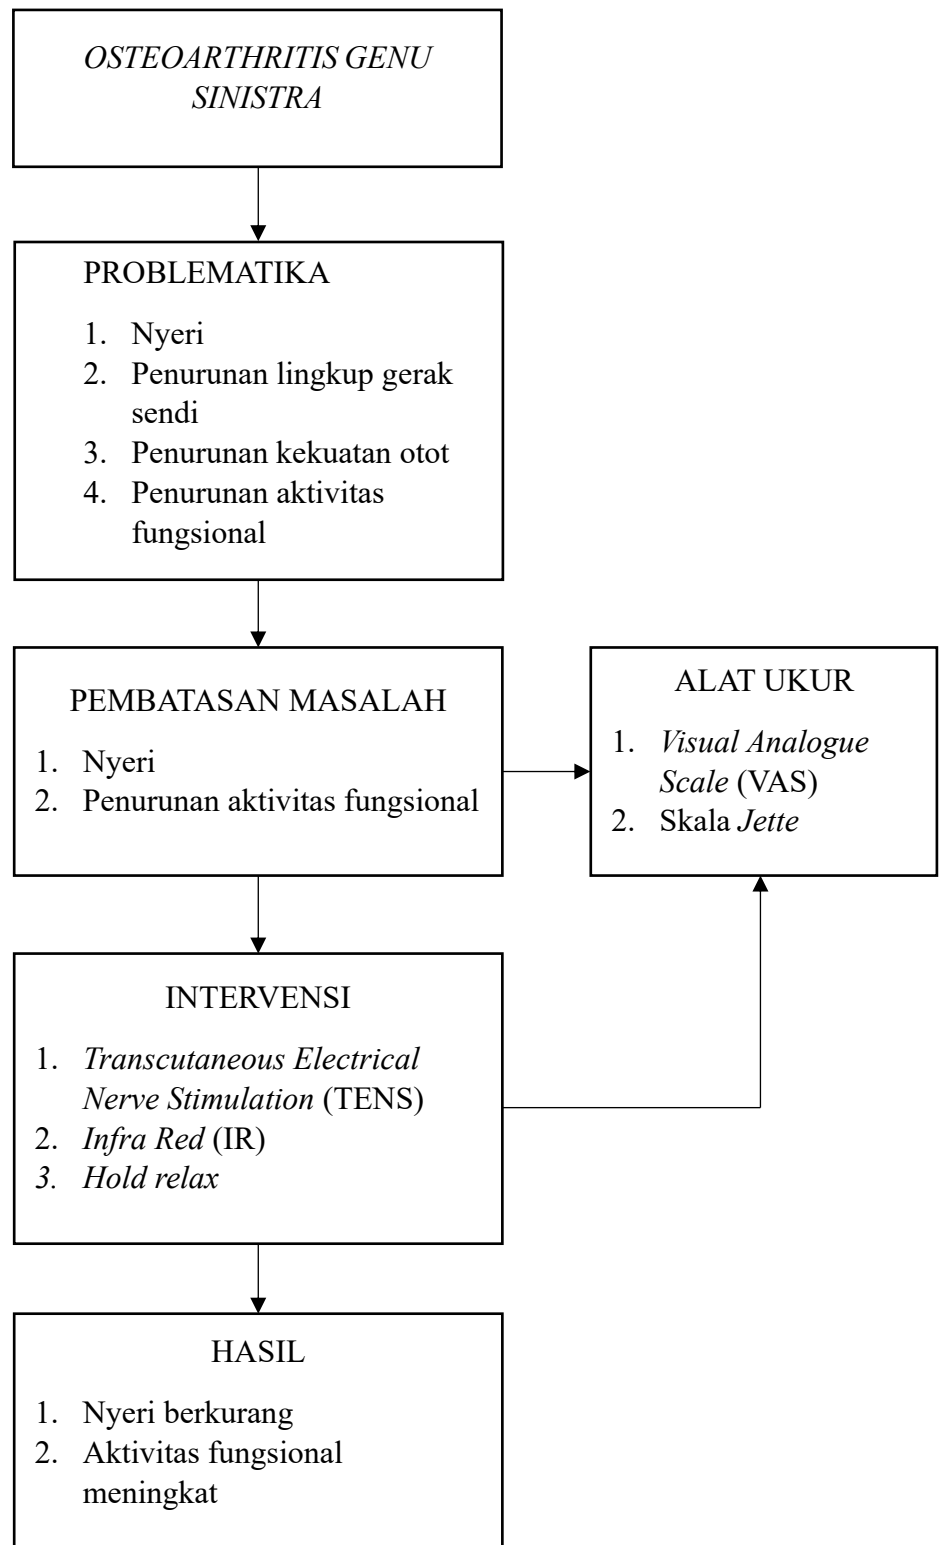 OSTEOARTHRITIS GENU
SINISTRA
PROBLEMATIKA
1. Nyeri
2. Penurunan lingkup gerak
sendi
3. Penurunan kekuatan otot
4. Penurunan aktivitas
fungsional
PEMBATASAN MASALAH
1. Nyeri
2. Penurunan aktivitas fungsional
ALAT UKUR
1. Visual Analogue
Scale (VAS)
2. Skala Jette
INTERVENSI
1. Transcutaneous Electrical
Nerve Stimulation (TENS)
2. Infra Red (IR)
3. Hold relax
HASIL
1. Nyeri berkurang
2. Aktivitas fungsional
meningkat